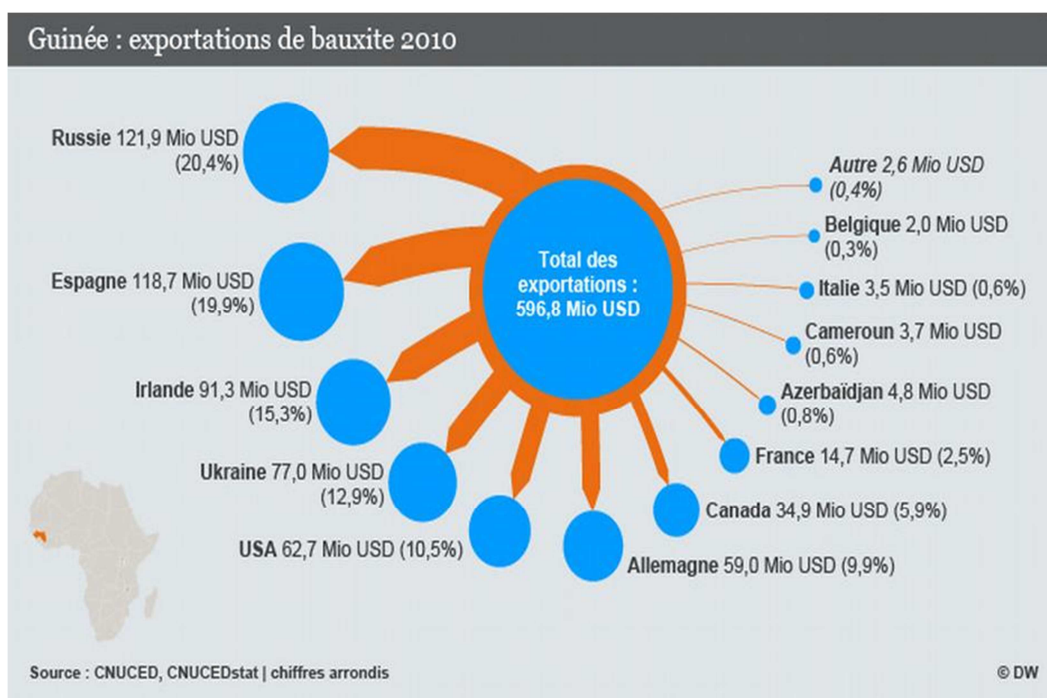 Guinée : exportations de bauxite 2010
Russie 121,9 Mio USD
(20,4%)
Espagne 118,7 Mio USD
(19,9%)
Irlande 91,3 Mio USD
(15,3%)
Ukraine 77,0 Mio USD
(12,9%)
USA 62,7 Mio USD (10,5%)
Allemagne 59,0 Mio USD (9,9%)
Canada 34,9 Mio USD (5,9%)
France 14,7 Mio USD (2,5%)
Azerbaïdjan 4,8 Mio USD
(0,8%)
Cameroun 3,7 Mio USD
(0,6%)
Italie 3,5 Mio USD (0,6%)
Belgique 2,0 Mio USD
(0,3%)
Autre 2,6 Mio USD
(0,4%)
Total des
exportations :
596,8 Mio USD
Source : CNUCED, CNUCEDstat | chiffres arrondis
© DW